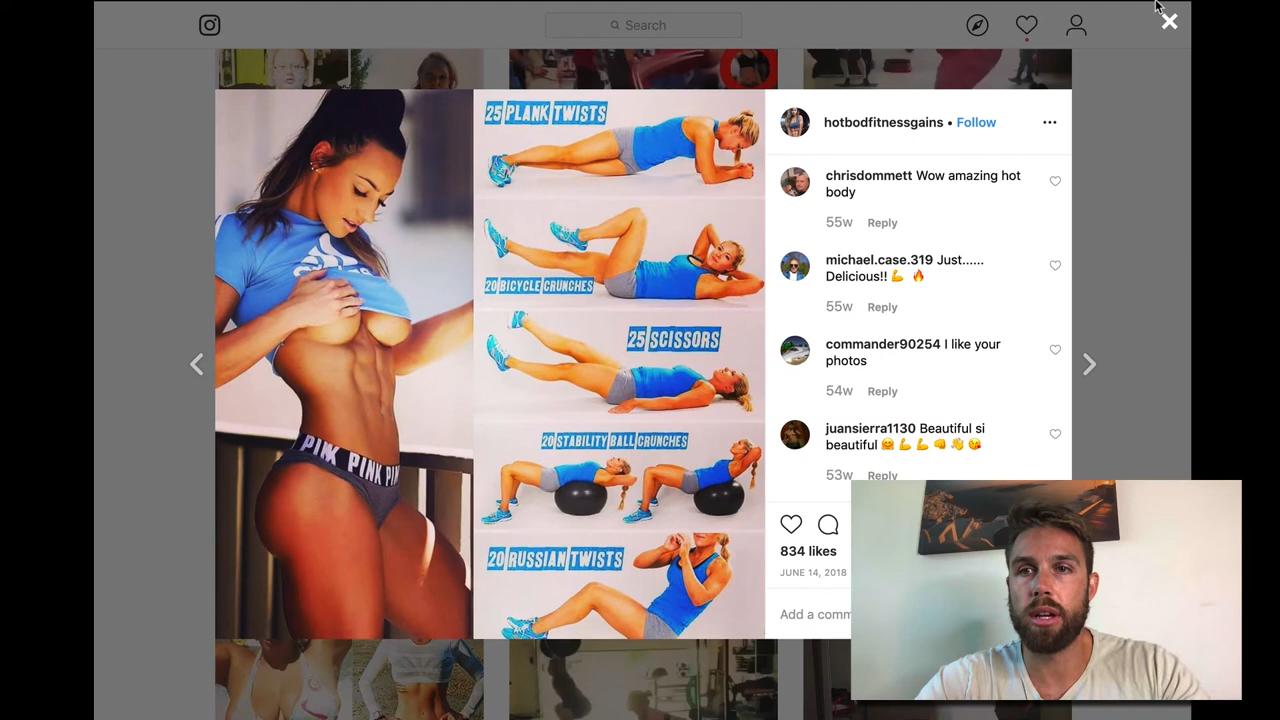 Search
25 PLANK TWISTS
20 BICYCLE CRUNCHES
25 SCISSORS
20 STABILITY BALL CRUNCHES
20 RUSSIAN TWISTS
PINK PINK PIN
hotbodfitnessgains • Follow
chrisdommett Wow amazing hot
body
55w Reply
michael.case.319 Just......
Delicious!! 💪 🔥
55w Reply
commander90254 I like your
photos
54w Reply
juansierra1130 Beautiful si
beautiful 🤗💪💪👊👋😘
53w Reply
834 likes
JUNE 14, 2018
Add a comm